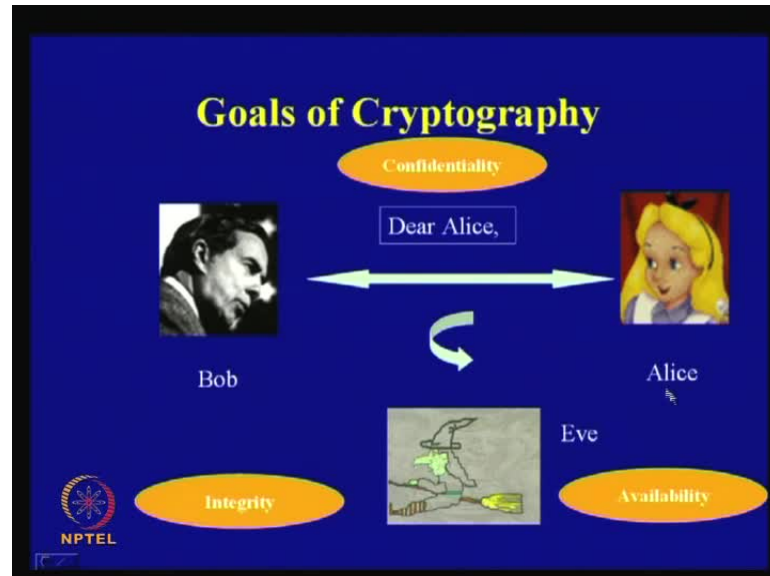 Goals of Cryptography
Confidentiality
Dear Alice,
Bob
Alice
Eve
Integrity
Availability
NPTEL